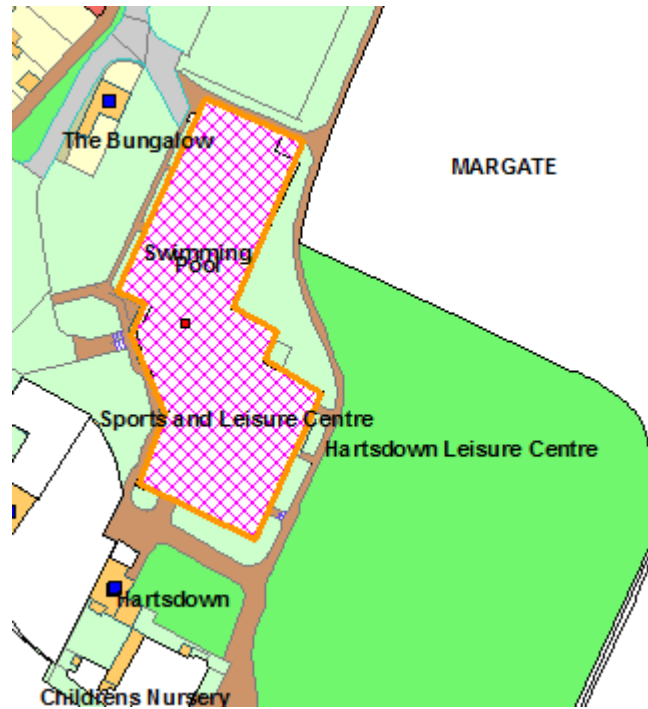 The Bungalow
MARGATE
Swimming
Pool
Sports and Leisure Centre
Hartsdown Leisure Centre
Hartsdown
Childrens Nursery